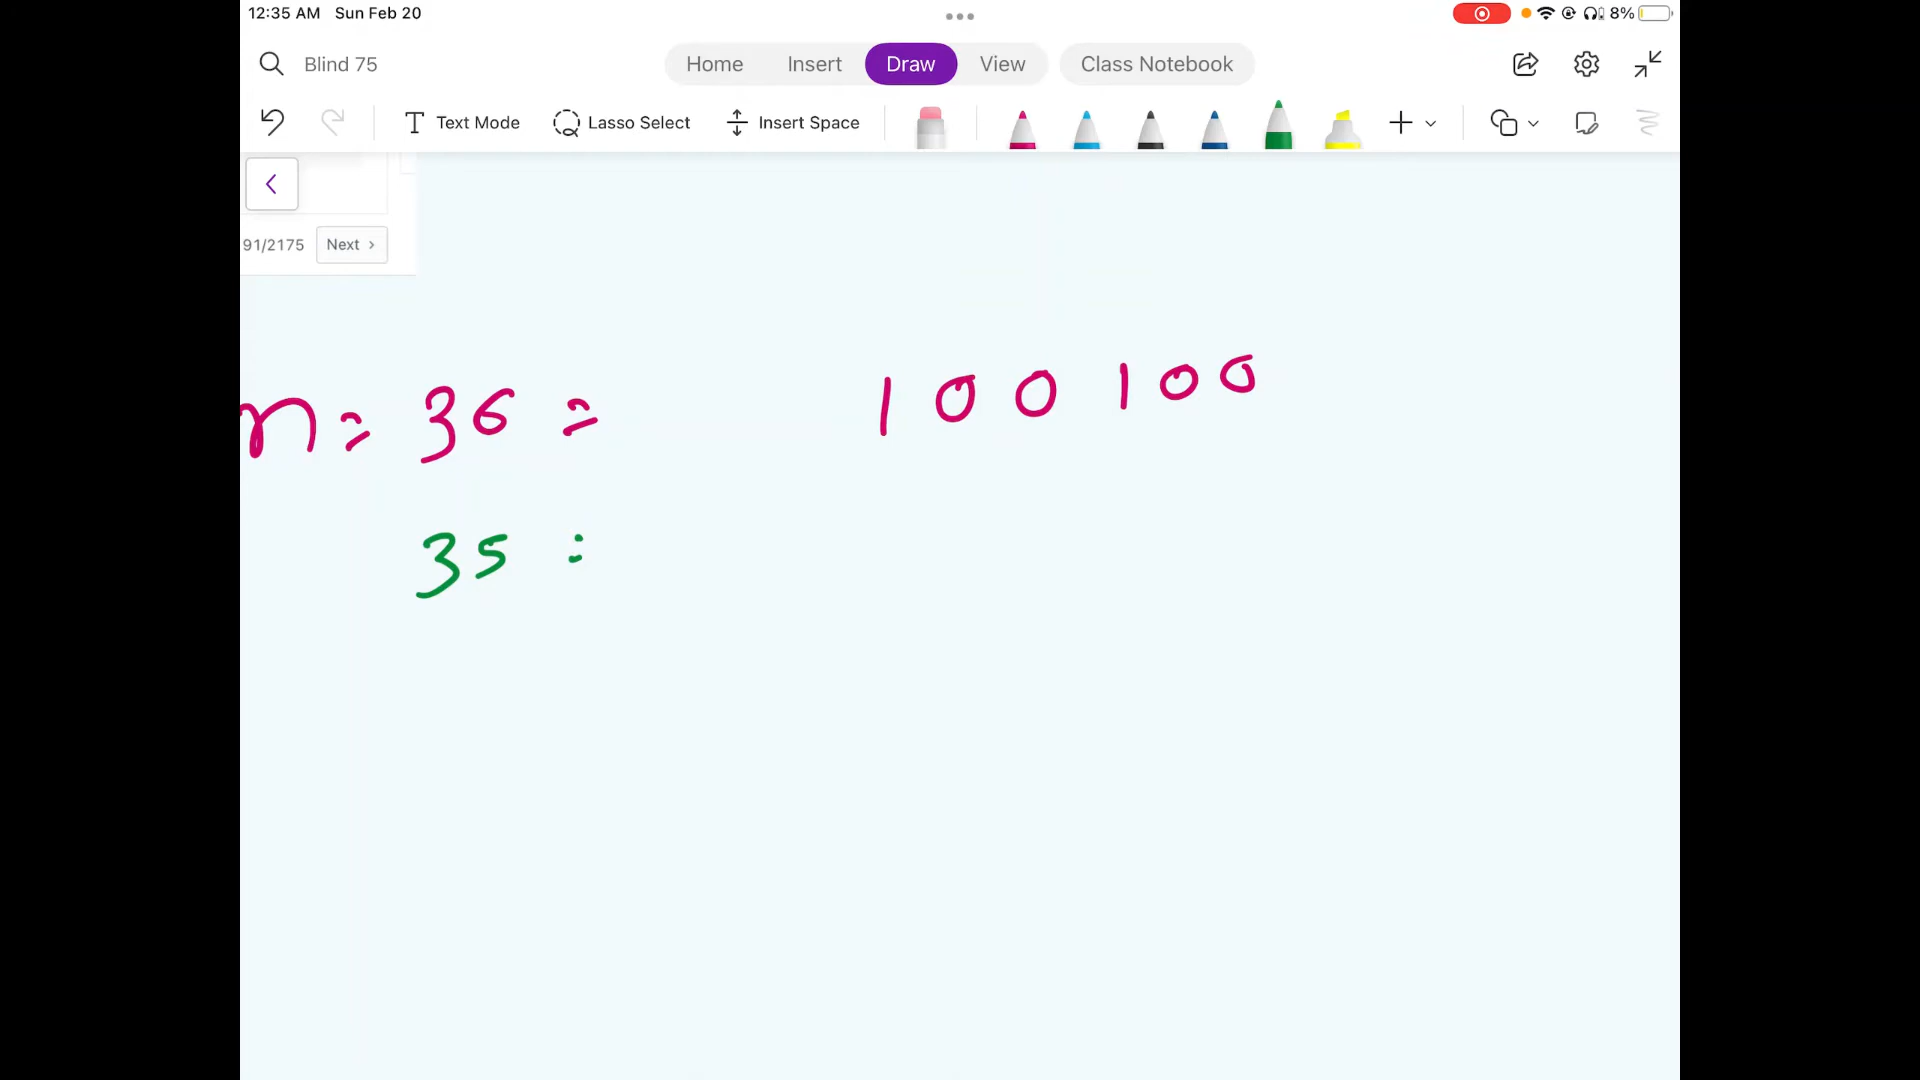 12:35 AM Sun Feb 20
8%
Blind 75
Home Insert Draw View Class Notebook
Text Mode Lasso Select Insert Space
91/2175 Next >
n = 36 = 100100
35 =